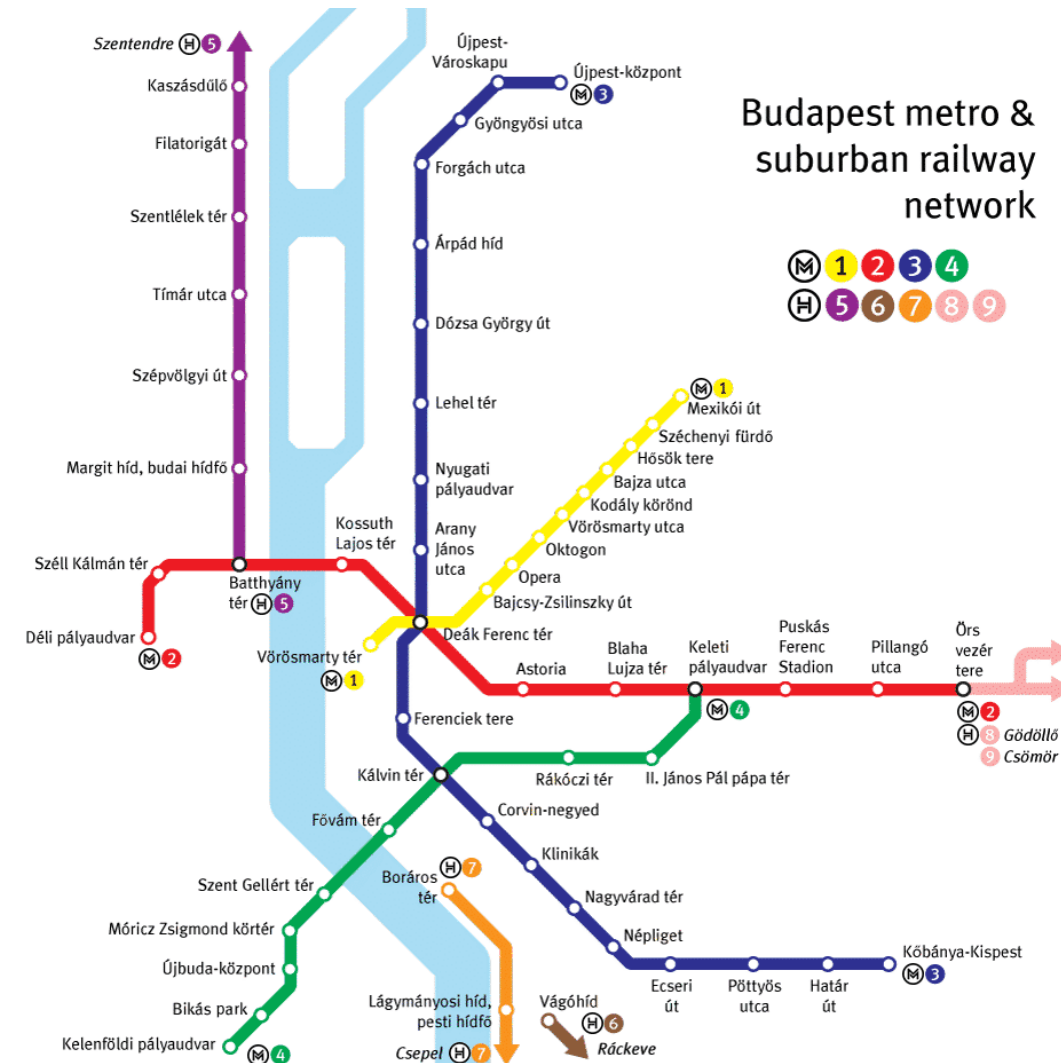 Budapest metro &
suburban railway
network
M 1 2 3 4
H 5 6 7 8 9
Szentendre H 5
Kaszásdűlő
Filatorigát
Szentlélek tér
Tímár utca
Szépvölgyi út
Margit híd, budai hídfő
Batthyány
tér H 5
Újpest-
Városkapu
Újpest-központ
M 3
Gyöngyösi utca
Forgách utca
Árpád híd
Dózsa György út
Lehel tér
Nyugati
pályaudvar
Arany
János
utca
M 1
Mexikói út
Széchenyi fürdő
Hősök tere
Bajza utca
Kodály körönd
Vörösmarty utca
Oktogon
Opera
Bajcsy-Zsilinszky út
Deák Ferenc tér
Vörösmarty tér
M 1
Kossuth
Lajos tér
Széll Kálmán tér
Déli pályaudvar
M 2
Astoria
Blaha
Lujza tér
Keleti
pályaudvar
M 4
Puskás
Ferenc
Stadion
Pillangó
utca
Örs
vezér
tere
M 2
H 8 Gödöllő
9 Csömör
Ferenciek tere
Kálvin tér
Rákóczi tér
II. János Pál pápa tér
Fővám tér
Szent Gellért tér
Móricz Zsigmond körtér
Újbuda-központ
Bikás park
Kelenföldi pályaudvar
M 4
Corvin-negyed
Klinikák
Nagyvárad tér
Népliget
Ecseri
út
Pöttyös
utca
Határ
út
Kőbánya-Kispest
M 3
H 7
Boráros
tér
Lágymányosi híd,
pesti hídfő
Csepel H 7
Vágóhíd
H 6
Ráckeve